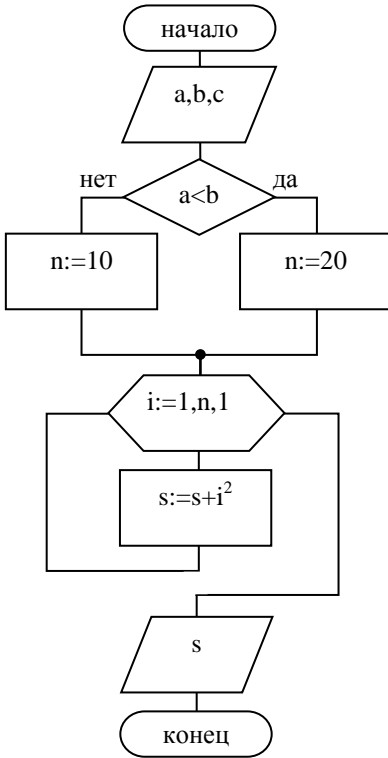 начало
a,b,c
нет
да
a<b
n:=10
n:=20
i:=1,n,1
s:=s+i²
s
конец